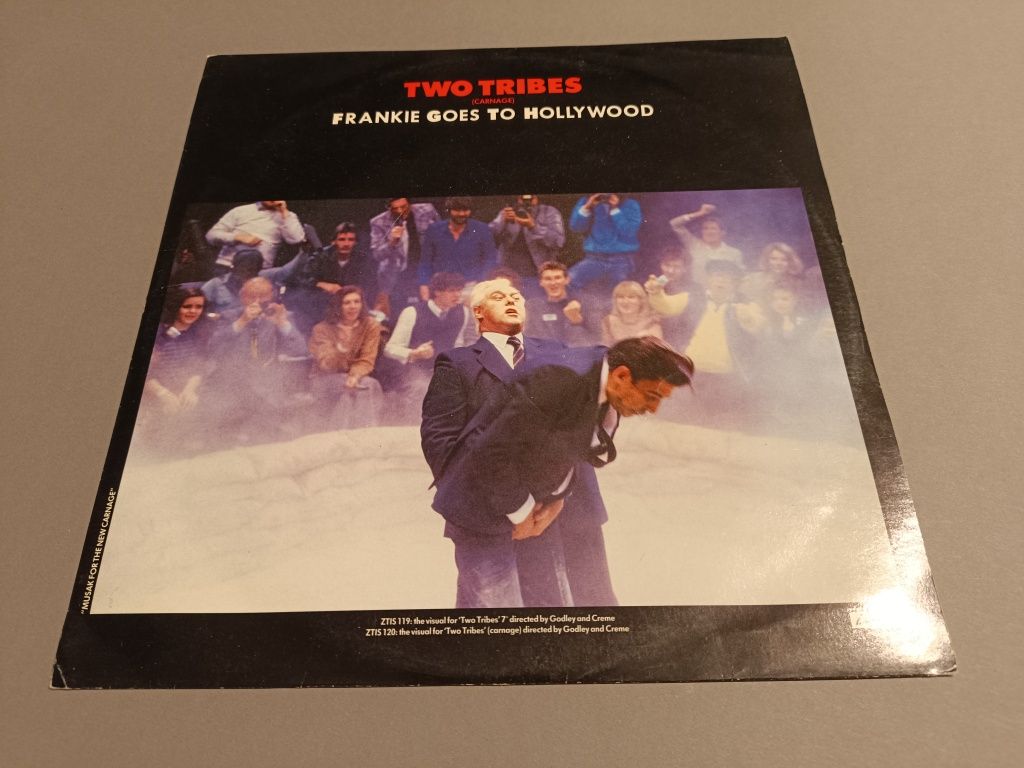 TWO TRIBES
(CARNAGE)
FRANKIE GOES TO HOLLYWOOD
"MUSAK FOR THE NEW CARNAGE"
ZTIS 119: the visual for 'Two Tribes' 7" directed by Godley and Creme
ZTIS 120: the visual for 'Two Tribes' (carnage) directed by Godley and Creme